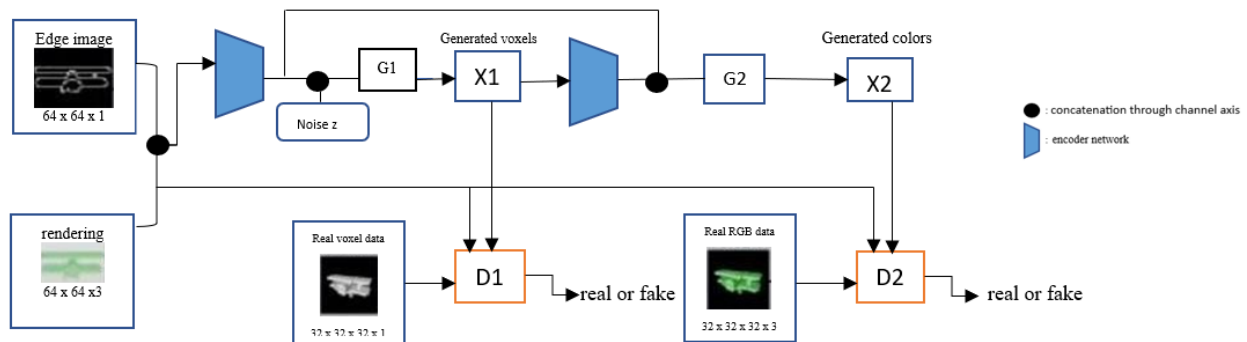 Edge image
64 x 64 x 1
Noise z
G1
Generated voxels
X1
G2
Generated colors
X2
: concatenation through channel axis
: encoder network
rendering
64 x 64 x3
Real voxel data
32 x 32 x 32 x 1
D1
real or fake
Real RGB data
32 x 32 x 32 x 3
D2
real or fake